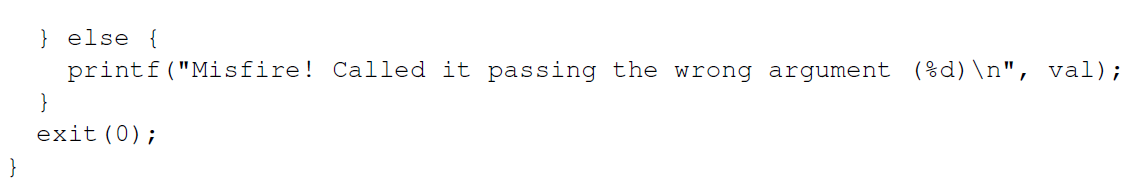 } else {
printf("Misfire! Called it passing the wrong argument (%d)\n", val);
}
exit(0);
}